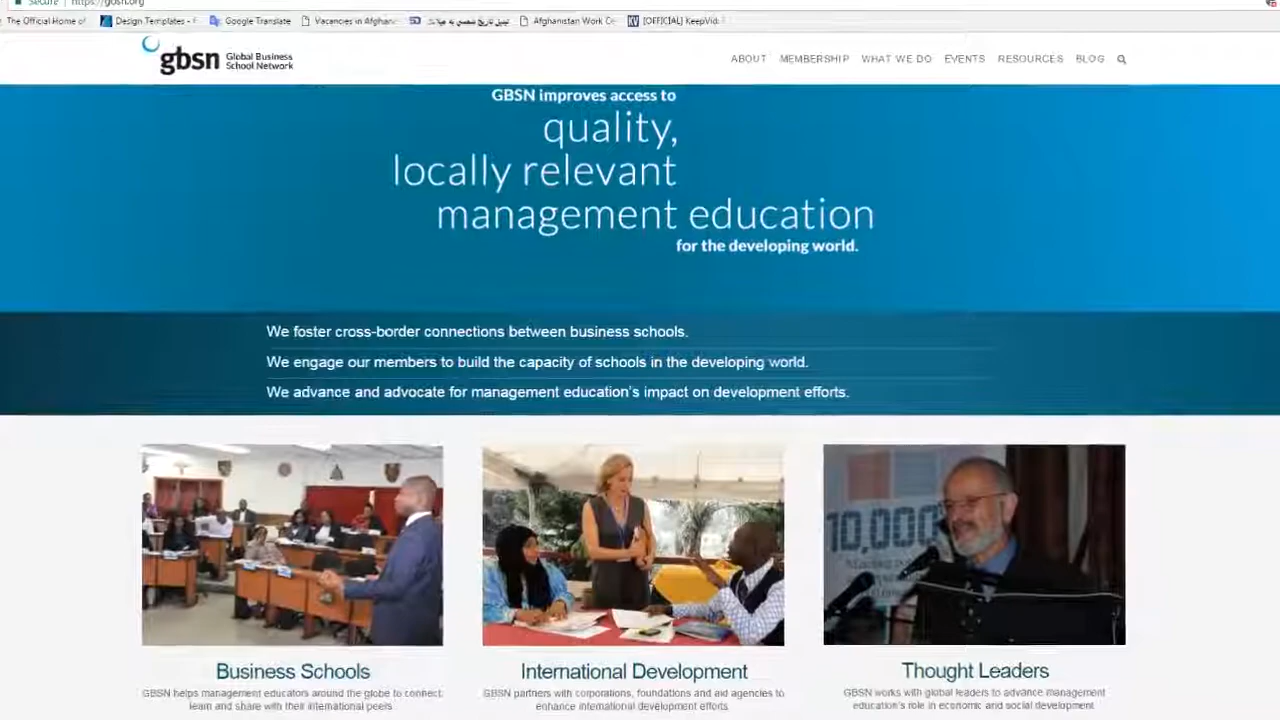 Secure https://gbsn.org
The Official Home of Design Templates - F Google Translate Vacancies in Afghani Afghanistan Work Ce [OFFICIAL] KeepVid:
gbsn Global Business
School Network
ABOUT MEMBERSHIP WHAT WE DO EVENTS RESOURCES BLOG
GBSN improves access to
quality,
locally relevant
management education
for the developing world.
We foster cross-border connections between business schools.
We engage our members to build the capacity of schools in the developing world.
We advance and advocate for management education's impact on development efforts.
10,000
Business Schools International Development Thought Leaders
GBSN helps management educators around the globe to connect, GBSN partners with corporations, foundations and aid agencies to GBSN works with global leaders to advance management
learn and share with their international peers. enhance international development efforts. education's role in economic and social development